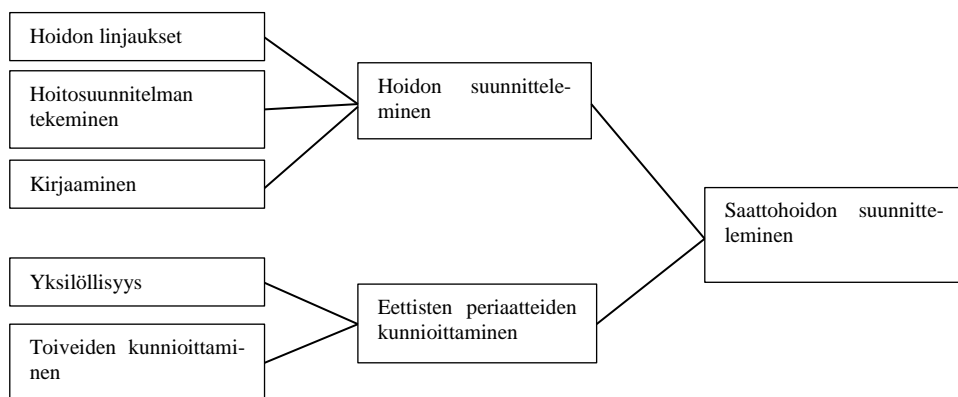 Hoidon linjaukset
Hoitosuunnitelman
tekeminen
Kirjaaminen
Yksilöllisyys
Toiveiden kunnioittami-
nen
Hoidon suunnittele-
minen
Eettisten periaatteiden
kunnioittaminen
Saattohoidon suunnitte-
leminen